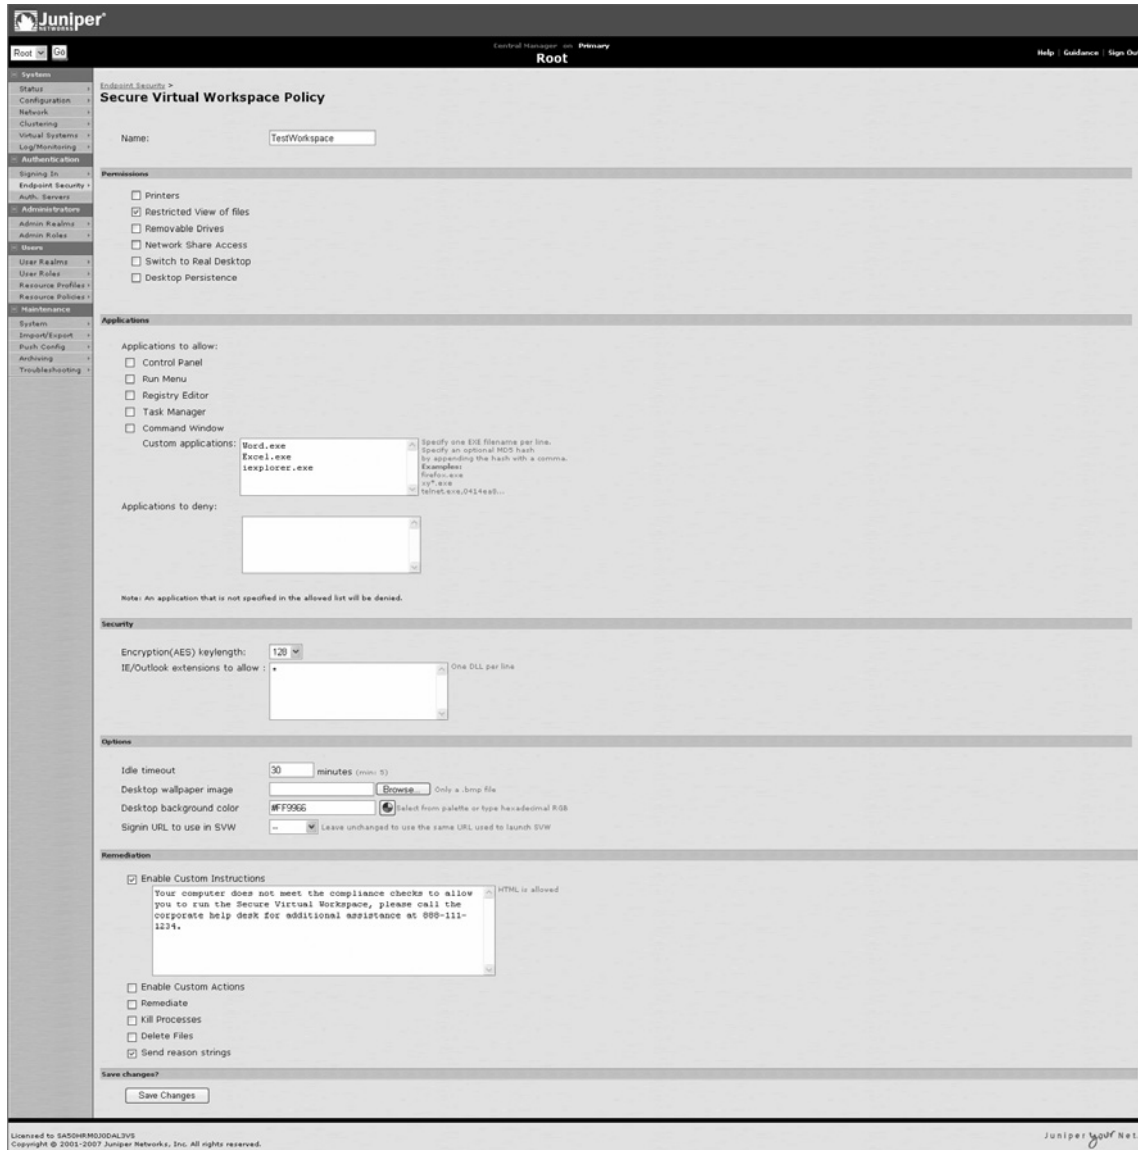 Juniper
NETWORKS
Root Go
Central Manager on Primary
Root
Help | Guidance | Sign Ou
System
Status
Configuration
Network
Clustering
Virtual Systems
Log/Monitoring
Authentication
Signing In
Endpoint Security
Auth. Servers
Administrators
Admin Realms
Admin Roles
Users
User Realms
User Roles
Resource Profiles
Resource Policies
Maintenance
System
Import/Export
Push Config
Archiving
Troubleshooting
Endpoint Security >
Secure Virtual Workspace Policy
Name: TestWorkspace
Permissions
Printers
Restricted View of files
Removable Drives
Network Share Access
Switch to Real Desktop
Desktop Persistence
Applications
Applications to allow:
Control Panel
Run Menu
Registry Editor
Task Manager
Command Window
Custom applications:
Word.exe
Excel.exe
iexplorer.exe
Specify one EXE filename per line.
Specify an optional MD5 hash
by appending the hash with a comma.
Examples:
firefox.exe
vy*.exe
telnet.exe,0414ea8...
Applications to deny:
Note: An application that is not specified in the allowed list will be denied.
Security
Encryption(AES) keylength: 128
IE/Outlook extensions to allow : * One DLL per line
Options
Idle timeout 30 minutes (min: 5)
Desktop wallpaper image Browse... Only a .bmp file
Desktop background color #FF9966 Select from palette or type hexadecimal RGB
Signin URL to use in SVW -- Leave unchanged to use the same URL used to launch SVW
Remediation
Enable Custom Instructions
Your computer does not meet the compliance checks to allow
you to run the Secure Virtual Workspace, please call the
corporate help desk for additional assistance at 888-111-
1234.
HTML is allowed
Enable Custom Actions
Remediate
Kill Processes
Delete Files
Send reason strings
Save changes?
Save Changes
Licensed to SA50HRM0J0DAL3VS
Copyright © 2001-2007 Juniper Networks, Inc. All rights reserved.
Juniper your Net